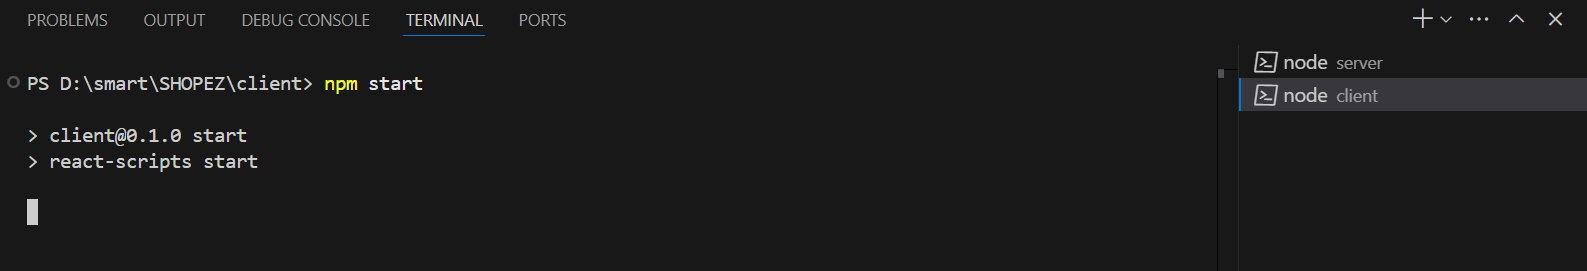 PROBLEMS OUTPUT DEBUG CONSOLE TERMINAL PORTS
PS D:\smart\SHOPEZ\client> npm start
> client@0.1.0 start
> react-scripts start
node server
node client